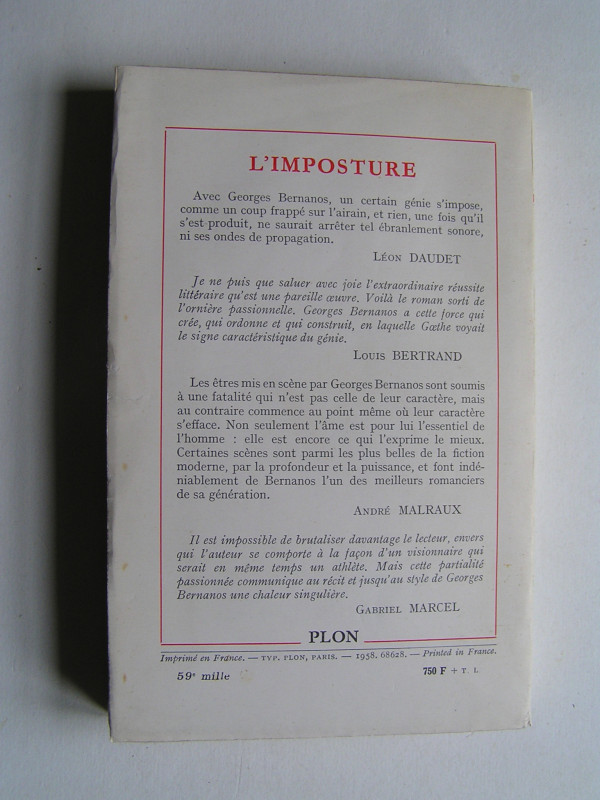 L'IMPOSTURE
Avec Georges Bernanos, un certain génie s'impose,
comme un coup frappé sur l'airain, et rien, une fois qu'il
s'est produit, ne saurait arrêter tel ébranlement sonore,
ni ses ondes de propagation.
LÉON DAUDET
Je ne puis que saluer avec joie l'extraordinaire réussite
littéraire qu'est une pareille œuvre. Voilà le roman sorti de
l'ornière passionnelle. Georges Bernanos a cette force qui
crée, qui ordonne et qui construit, en laquelle Gœthe voyait
le signe caractéristique du génie.
LOUIS BERTRAND
Les êtres mis en scène par Georges Bernanos sont soumis
à une fatalité qui n'est pas celle de leur caractère, mais
au contraire commence au point même où leur caractère
s'efface. Non seulement l'âme est pour lui l'essentiel de
l'homme : elle est encore ce qui l'exprime le mieux.
Certaines scènes sont parmi les plus belles de la fiction
moderne, par la profondeur et la puissance, et font indé-
niablement de Bernanos l'un des meilleurs romanciers
de sa génération.
ANDRÉ MALRAUX
Il est impossible de brutaliser davantage le lecteur, envers
qui l'auteur se comporte à la façon d'un visionnaire qui
serait en même temps un athlète. Mais cette partialité
passionnée communique au récit et jusqu'au style de Georges
Bernanos une chaleur singulière.
GABRIEL MARCEL
PLON
Imprimé en France. — TYP. PLON, PARIS. — 1958. 68628. — Printed in France.
59e mille
750 F + T. L.